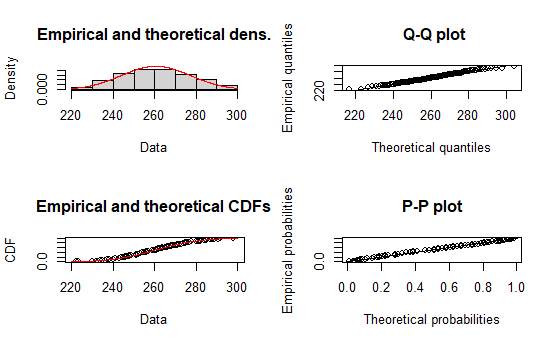 Empirical and theoretical dens.
Density
0.000
220 240 260 280 300
Data
Q-Q plot
Empirical quantiles
220
220 240 260 280 300
Theoretical quantiles
Empirical and theoretical CDFs
CDF
0.0
220 240 260 280 300
Data
P-P plot
Empirical probabilities
0.0
0.0 0.2 0.4 0.6 0.8 1.0
Theoretical probabilities